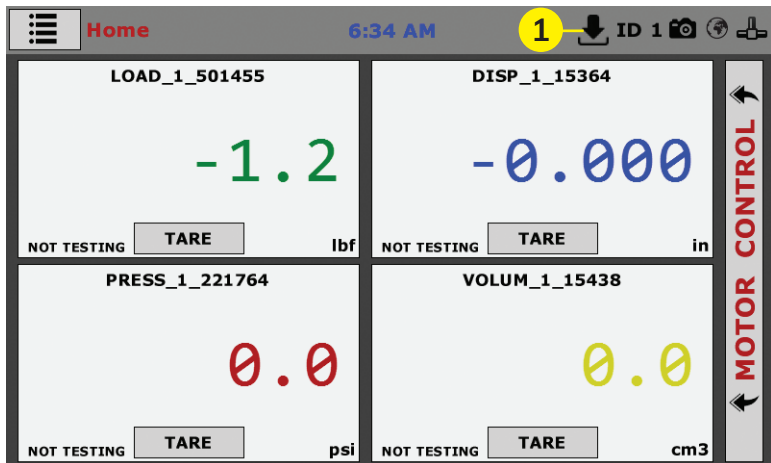 Home
6:34 AM
1
ID 1
LOAD_1_501455
-1.2
NOT TESTING
TARE
lbf
DISP_1_15364
-0.000
NOT TESTING
TARE
in
PRESS_1_221764
0.0
NOT TESTING
TARE
psi
VOLUM_1_15438
0.0
NOT TESTING
TARE
cm3
MOTOR CONTROL